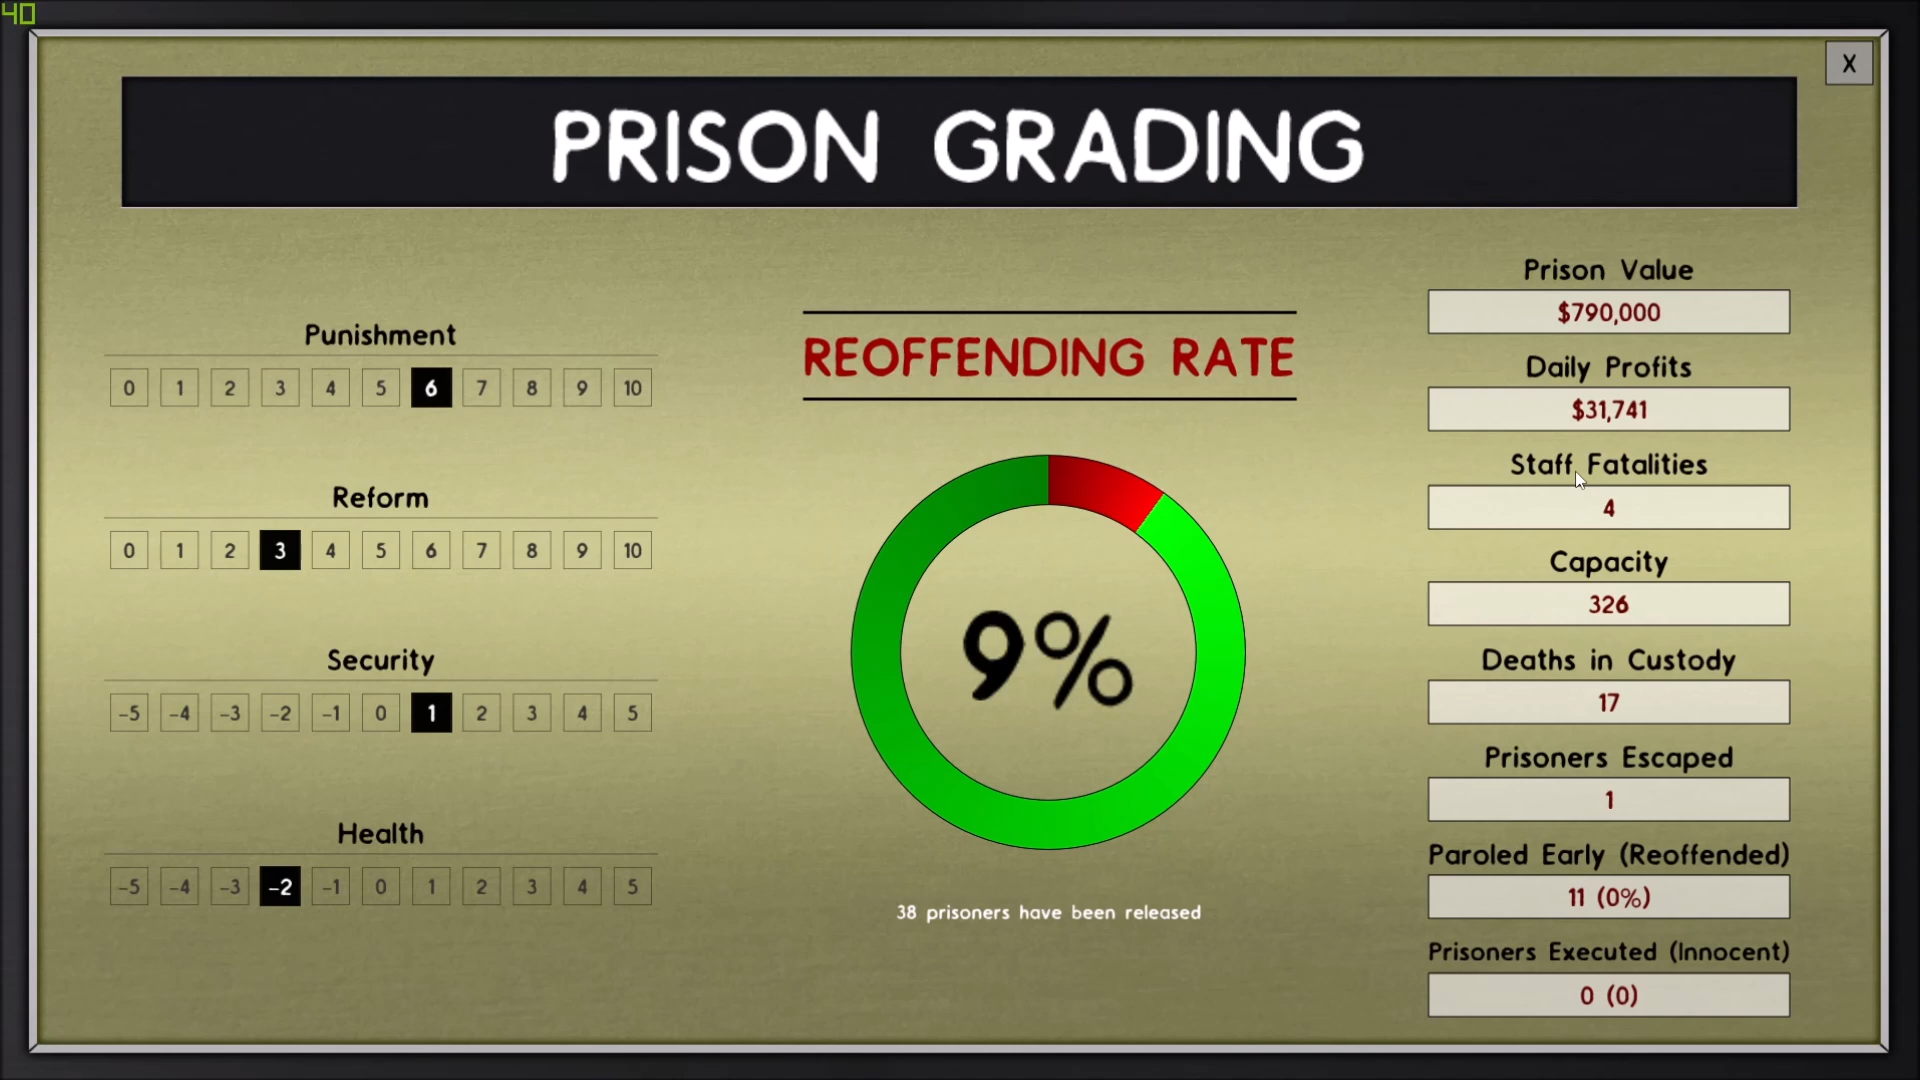 40
X
PRISON GRADING
Punishment
0 1 2 3 4 5 6 7 8 9 10
Reform
0 1 2 3 4 5 6 7 8 9 10
Security
-5 -4 -3 -2 -1 0 1 2 3 4 5
Health
-5 -4 -3 -2 -1 0 1 2 3 4 5
REOFFENDING RATE
9%
38 prisoners have been released
Prison Value
$790,000
Daily Profits
$31,741
Staff Fatalities
4
Capacity
326
Deaths in Custody
17
Prisoners Escaped
1
Paroled Early (Reoffended)
11 (0%)
Prisoners Executed (Innocent)
0 (0)